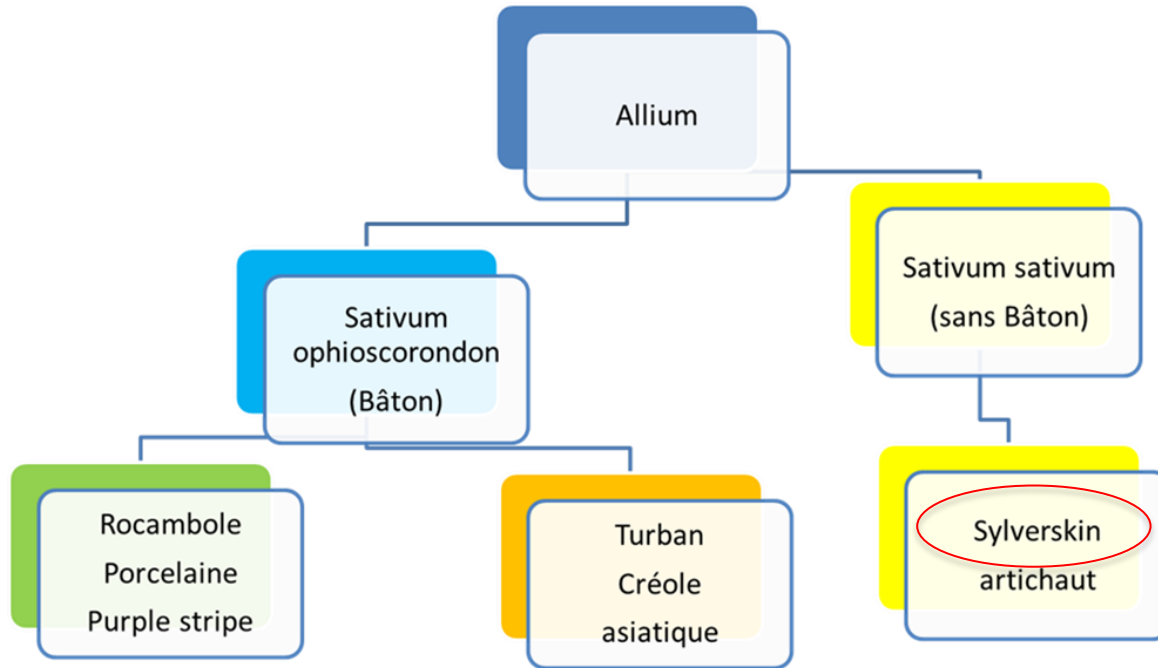 Allium
Sativum sativum
(sans Bâton)
Sativum
ophioscorondon
(Bâton)
Rocambole
Porcelaine
Purple stripe
Turban
Créole
asiatique
Sylverskin
artichaut